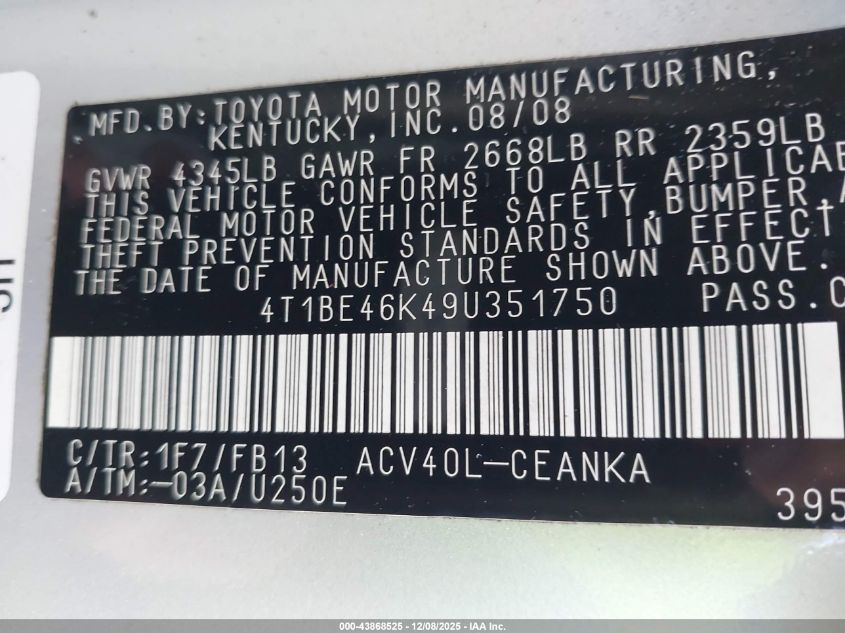 MFD.BY:TOYOTA MOTOR MANUFACTURING,
KENTUCKY,INC.08/08
GVWR 4345LB GAWR FR 2668LB RR 2359LB
THIS VEHICLE CONFORMS TO ALL APPLICAB
FEDERAL MOTOR VEHICLE SAFETY,BUMPER,A
THEFT PREVENTION STANDARDS IN EFFECT
THE DATE OF MANUFACTURE SHOWN ABOVE.
4T1BE46K49U351750 PASS.C
C/TR:1F7/FB13 ACV40L-CEANKA
A/TM:-03A/U250E
395
000-43868525 - 12/08/2025 - IAA Inc.